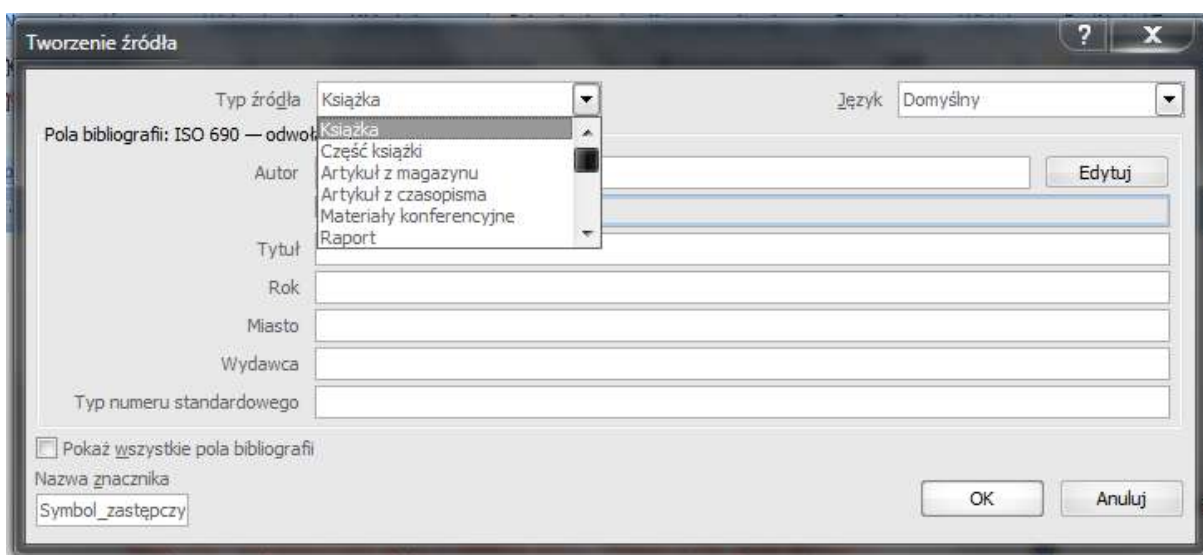 Tworzenie źródła
? X
Typ źródła Książka Język Domyślny
Książka
Pola bibliografii: ISO 690 — odwoł
Część książki
Artykuł z magazynu
Autor Edytuj
Artykuł z czasopisma
Materiały konferencyjne
Raport
Tytuł
Rok
Miasto
Wydawca
Typ numeru standardowego
Pokaż wszystkie pola bibliografii
Nazwa znacznika
Symbol_zastępczy
OK Anuluj